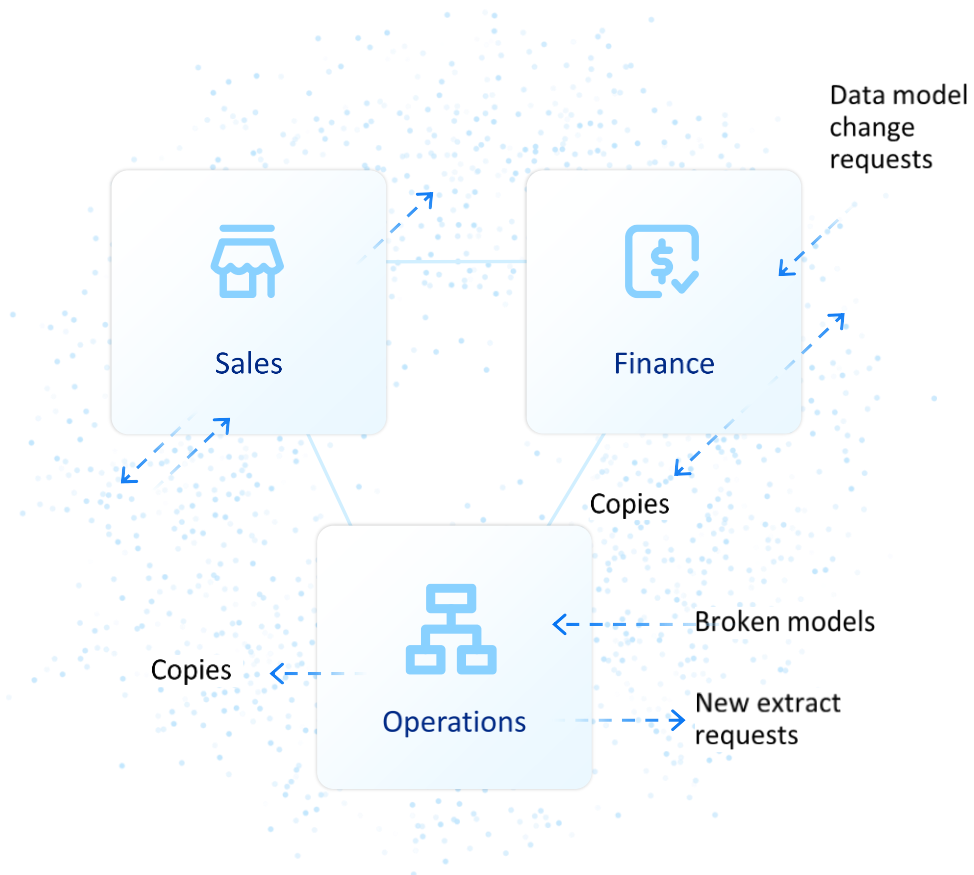 Data model
change
requests
Sales
Finance
Copies
Broken models
Copies
New extract
requests
Operations